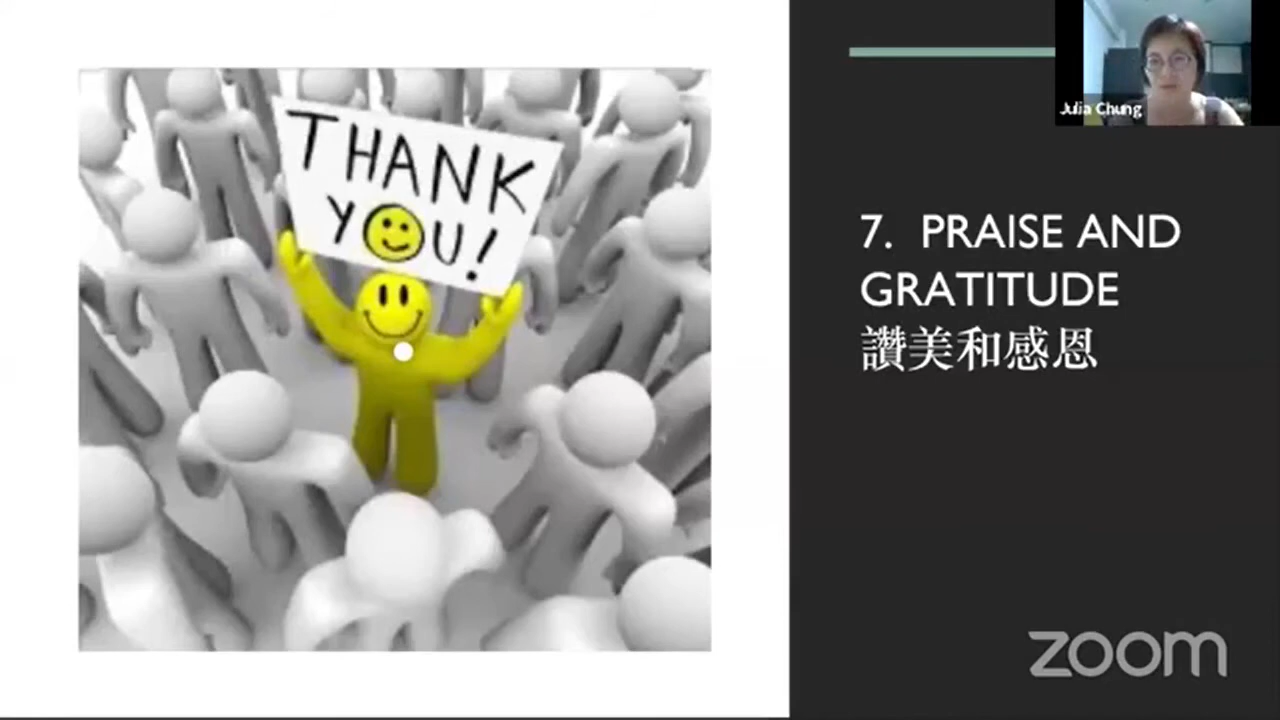 THANK
YOU!
Julia Chung
7. PRAISE AND
GRATITUDE
讚美和感恩
zoom